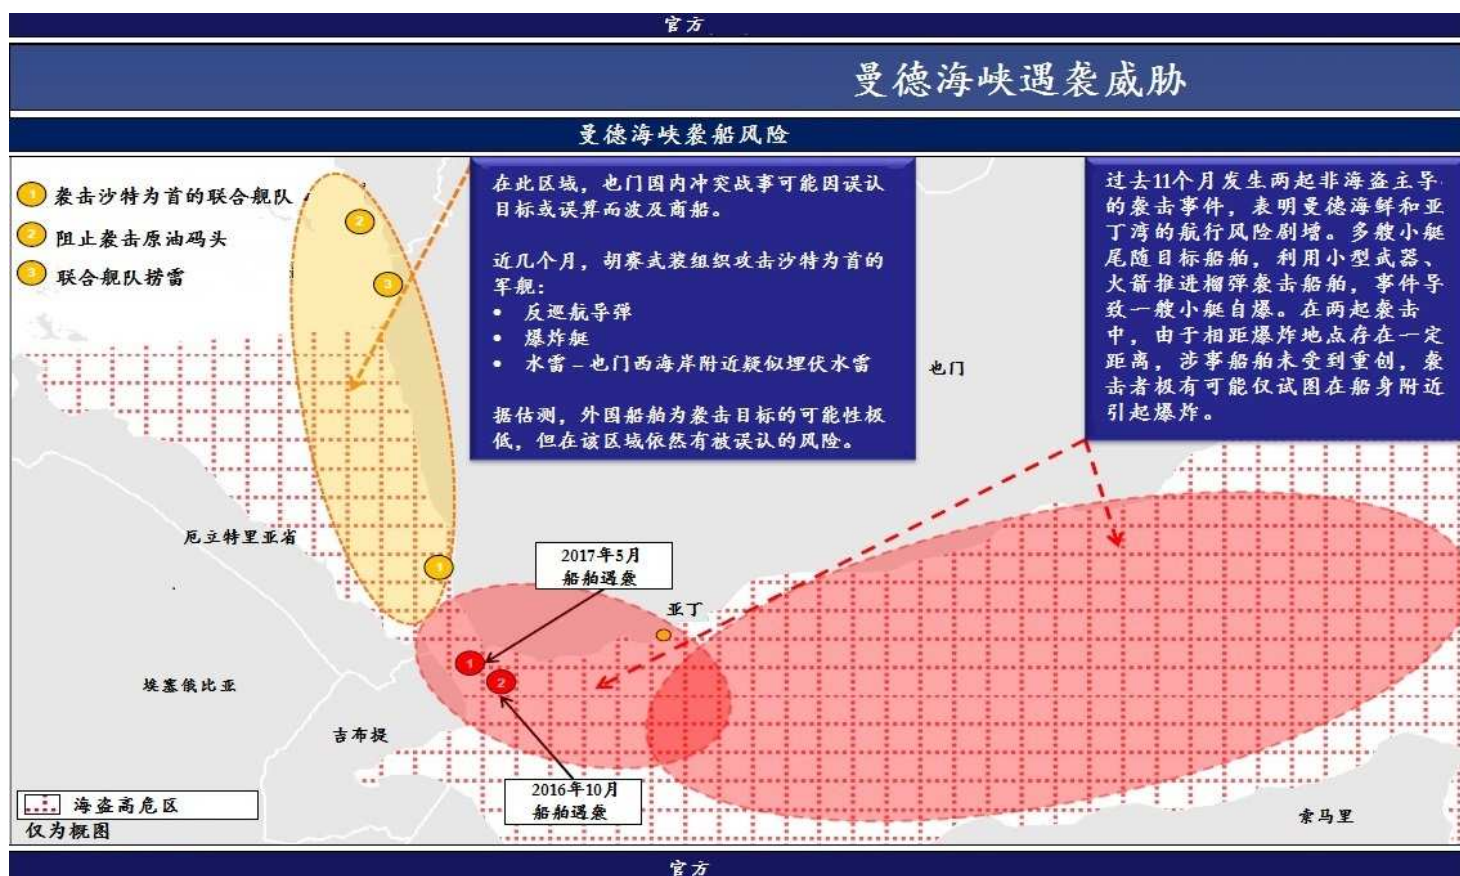 官方
曼德海峡遇袭威胁
曼德海峡袭船风险
1 袭击沙特为首的联合舰队
2 阻止袭击原油码头
3 联合舰队捞雷
在此区域，也门国内冲突战事可能因误认
目标或误算而波及商船。
近几个月，胡赛武装组织攻击沙特为首的
军舰：
• 反巡航导弹
• 爆炸艇
• 水雷 – 也门西海岸附近疑似埋伏水雷
据估测，外国船舶为袭击目标的可能性极
低，但在该区域依然有被误认的风险。
过去11个月发生两起非海盗主导
的袭击事件，表明曼德海鲜和亚
丁湾的航行风险剧增。多艘小艇
尾随目标船舶，利用小型武器、
火箭推进榴弹袭击船舶，事件导
致一艘小艇自爆。在两起袭击
中，由于相距爆炸地点存在一定
距离，涉事船舶未受到重创，袭
击者极有可能仅试图在船身附近
引起爆炸。
2
3
也门
厄立特里亚省
1
2017年5月
船舶遇袭
亚丁
1
2
埃塞俄比亚
吉布提
2016年10月
船舶遇袭
海盗高危区
仅为概图
索马里
官方